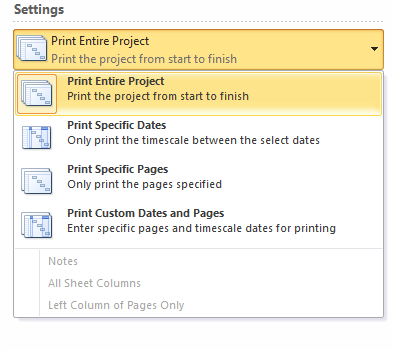 Settings
Print Entire Project
Print the project from start to finish
Print Entire Project
Print the project from start to finish
Print Specific Dates
Only print the timescale between the select dates
Print Specific Pages
Only print the pages specified
Print Custom Dates and Pages
Enter specific pages and timescale dates for printing
Notes
All Sheet Columns
Left Column of Pages Only